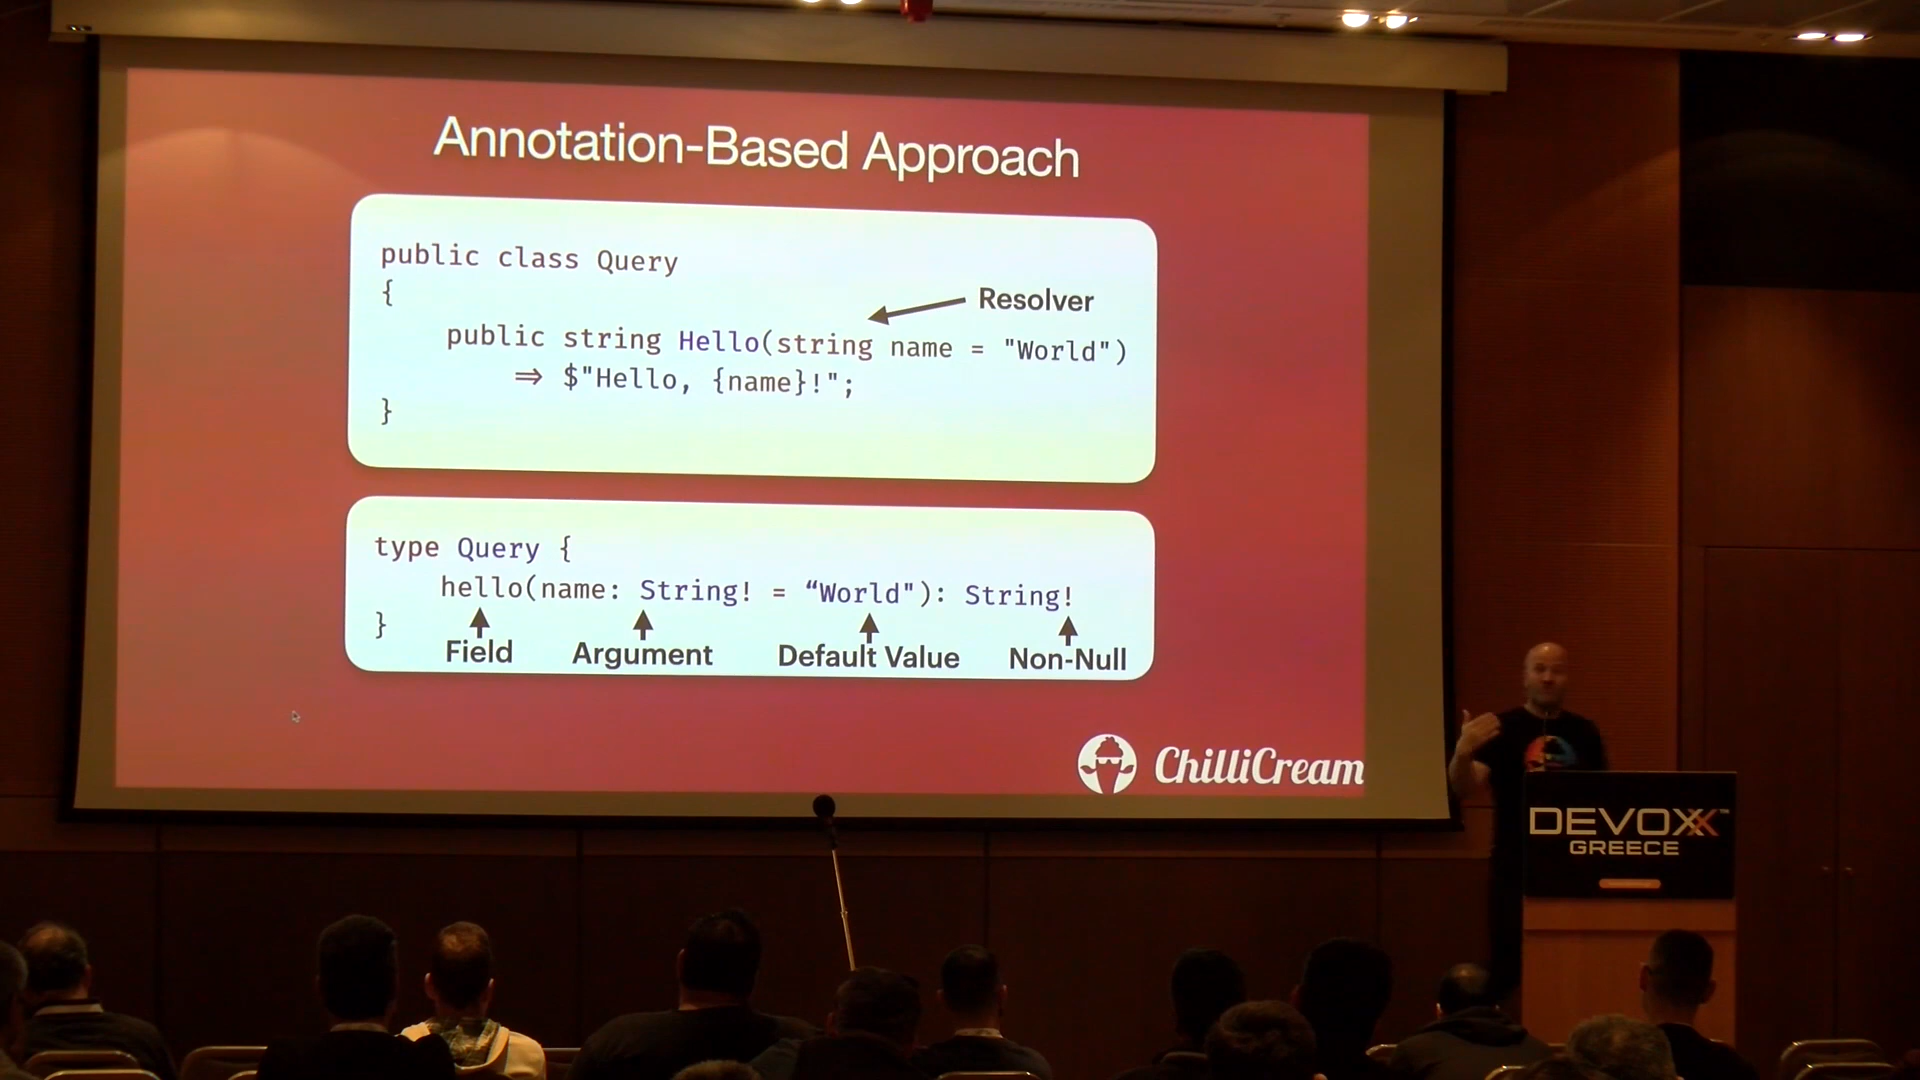 Annotation-Based Approach
public class Query
{
Resolver
public string Hello(string name = "World")
⇒ $"Hello, {name}!";
}
type Query {
hello(name: String! = “World"): String!
}
Field Argument Default Value Non-Null
ChilliCream
DEVOXX™
GREECE